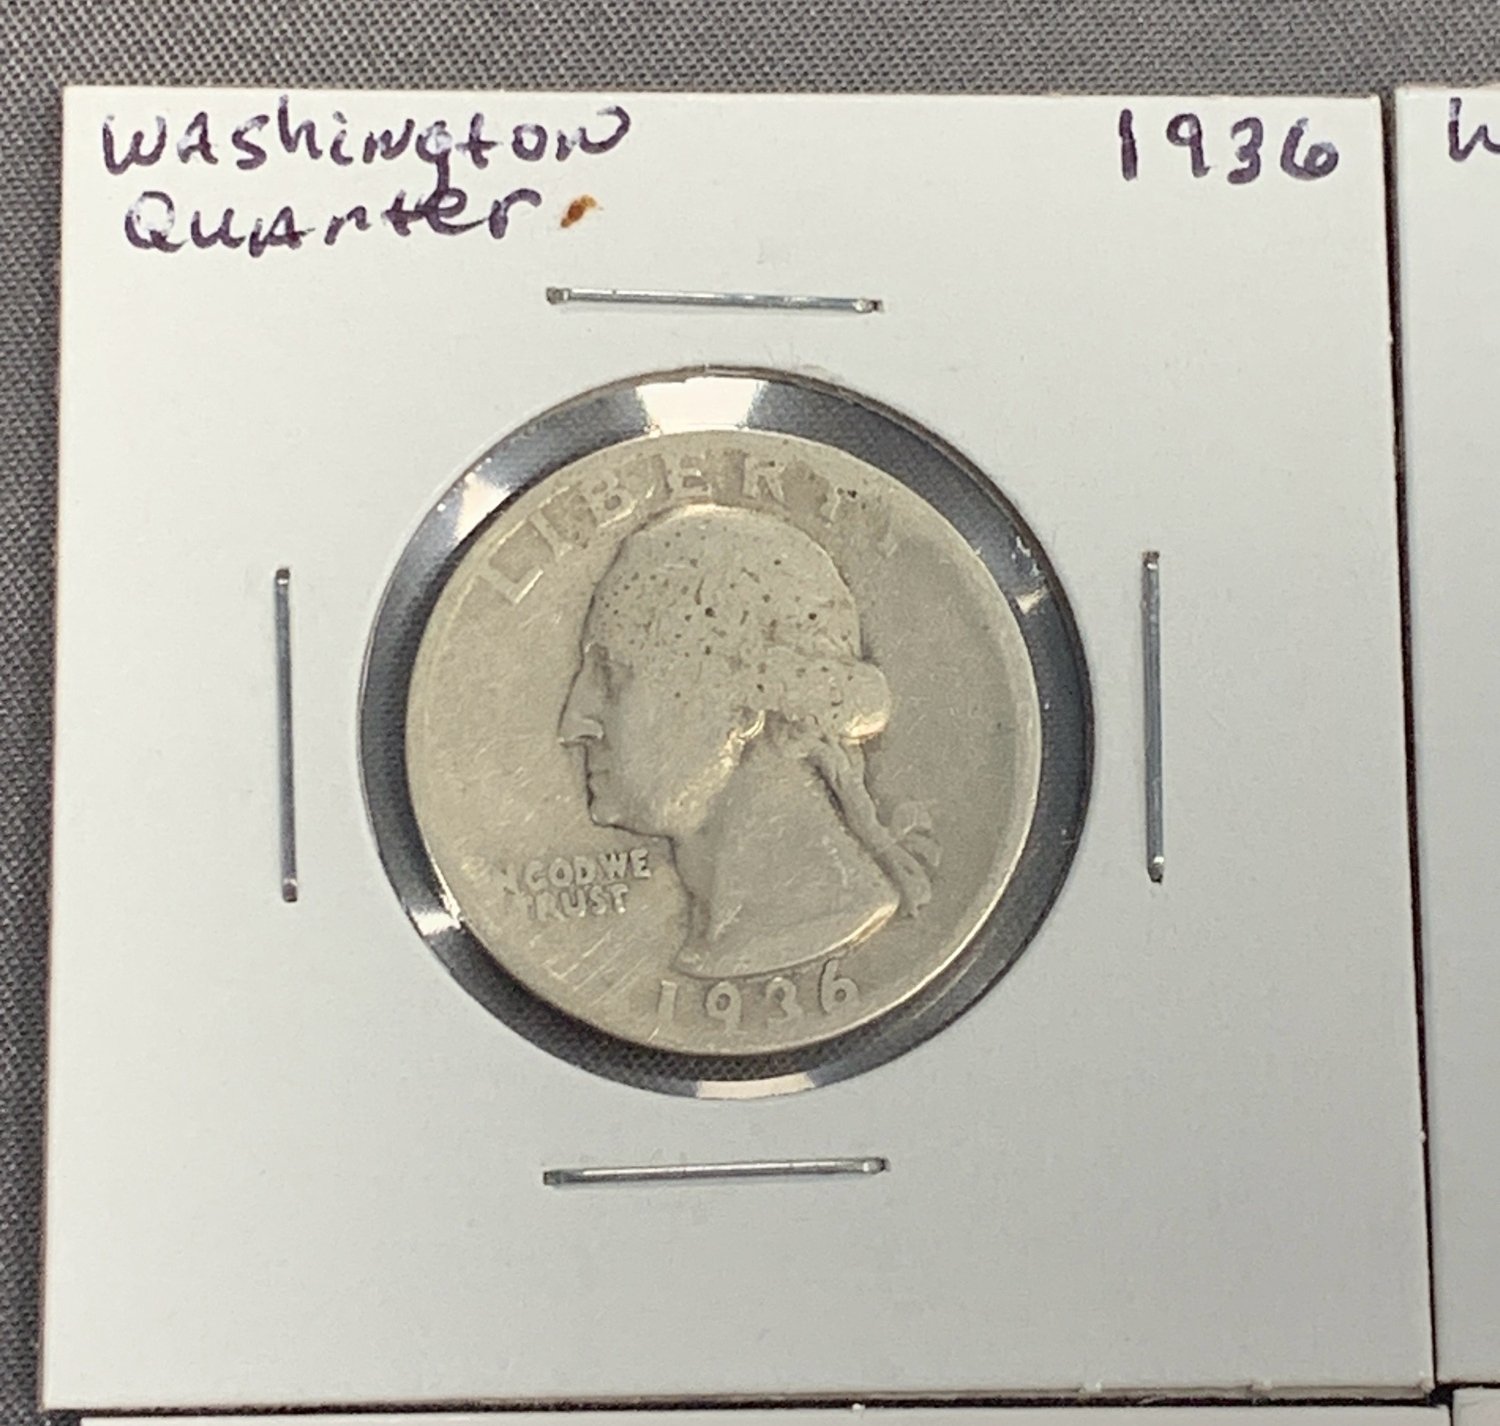 Washington 1936
Quarter
LIBERTY
IN GOD WE
TRUST
1936